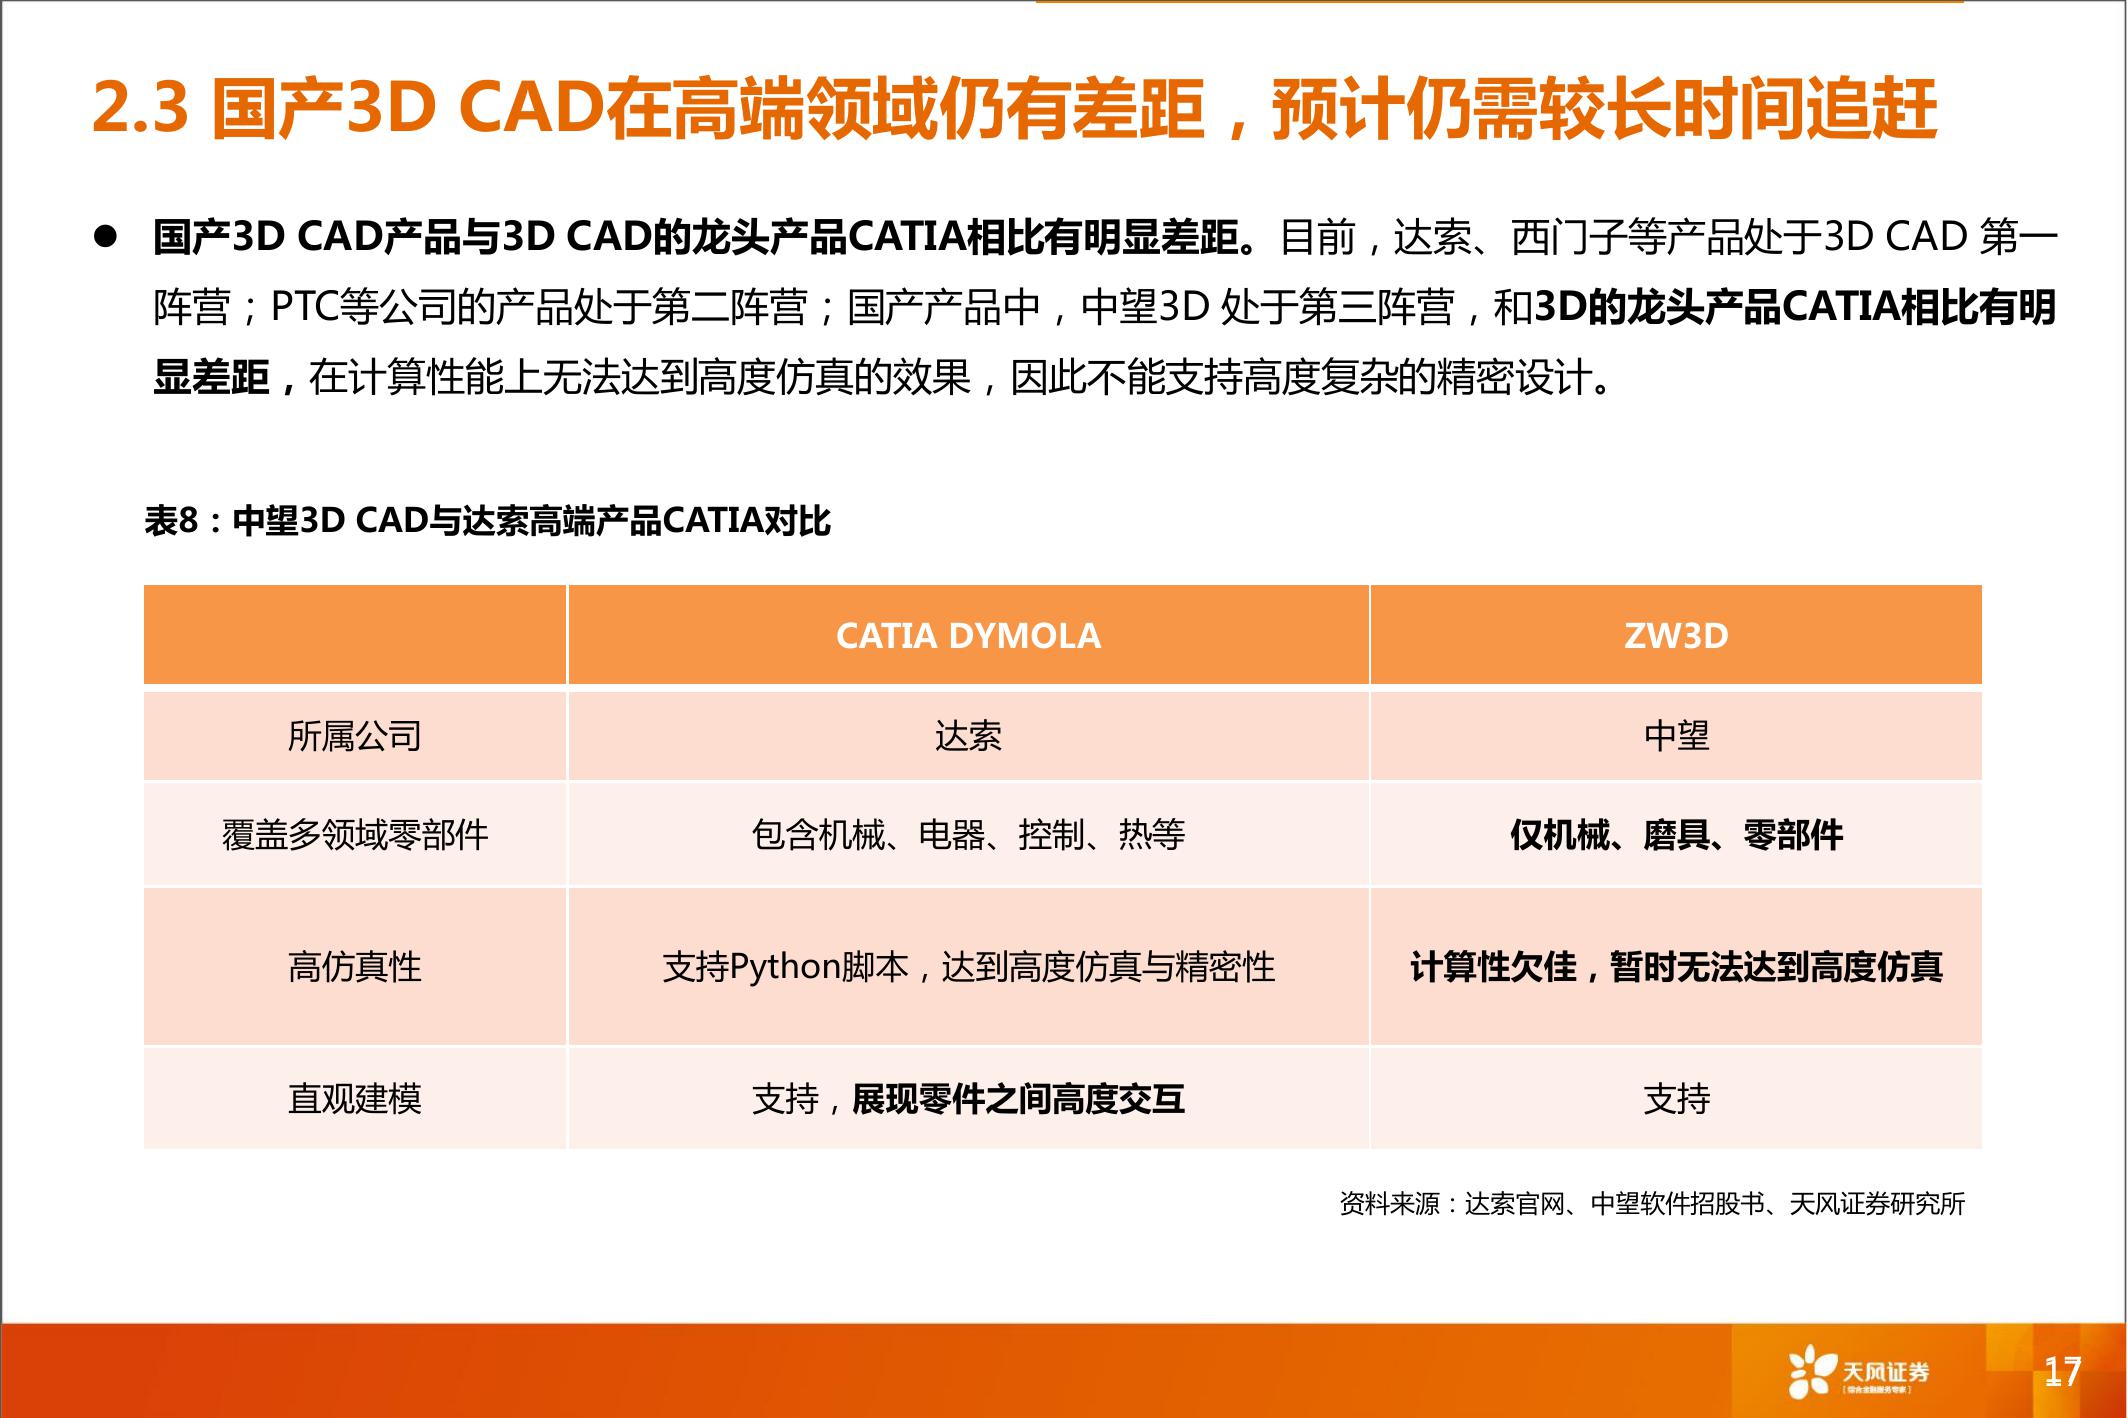 2.3 国产3D CAD在高端领域仍有差距，预计仍需较长时间追赶
● 国产3D CAD产品与3D CAD的龙头产品CATIA相比有明显差距。目前，达索、西门子等产品处于3D CAD 第一
阵营；PTC等公司的产品处于第二阵营；国产产品中，中望3D 处于第三阵营，和3D的龙头产品CATIA相比有明
显差距，在计算性能上无法达到高度仿真的效果，因此不能支持高度复杂的精密设计。
表8：中望3D CAD与达索高端产品CATIA对比
CATIA DYMOLA ZW3D
所属公司 达索 中望
覆盖多领域零部件 包含机械、电器、控制、热等 仅机械、磨具、零部件
高仿真性 支持Python脚本，达到高度仿真与精密性 计算性欠佳，暂时无法达到高度仿真
直观建模 支持，展现零件之间高度交互 支持
资料来源：达索官网、中望软件招股书、天风证券研究所
天风证券
[综合金融服务专家]
17